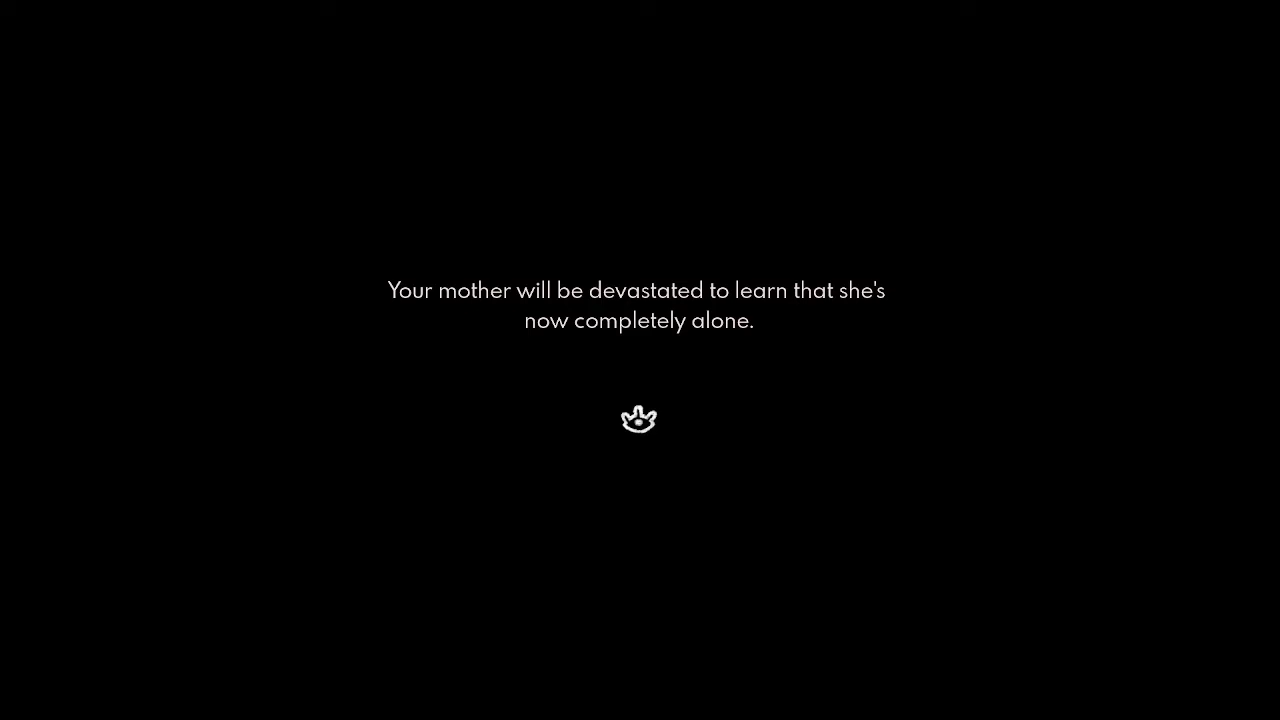 Your mother will be devastated to learn that she's
now completely alone.